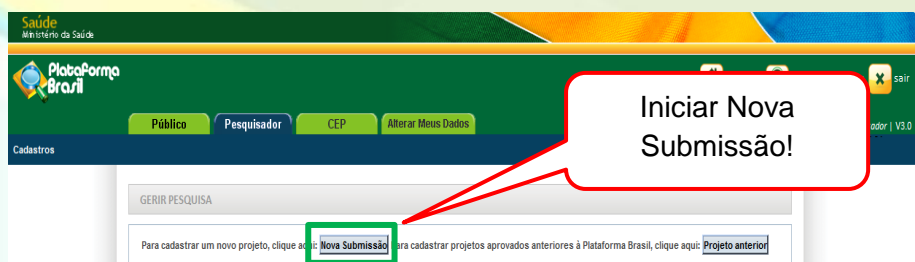 Saúde
Ministério da Saúde
Plataforma
Brasil
sair
Público Pesquisador CEP Alterar Meus Dados
ador | V3.0
Cadastros
Iniciar Nova
Submissão!
GERIR PESQUISA
Para cadastrar um novo projeto, clique aqui: Nova Submissão ara cadastrar projetos aprovados anteriores à Plataforma Brasil, clique aqui: Projeto anterior